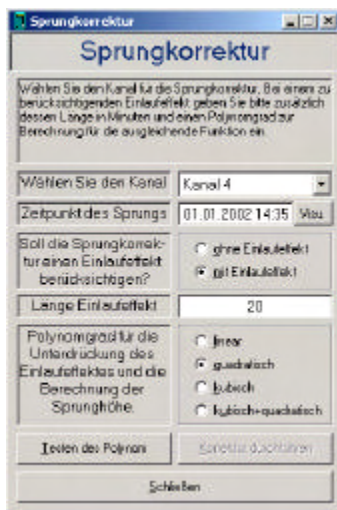 Sprungkorrektur
Sprungkorrektur
Wählen Sie den Kanal für die Sprungkorrektur. Bei einem zu
berücksichtigenden Einlaufeffekt geben Sie bitte zusätzlich
dessen Länge in Minuten und einen Polynomgrad zur
Berechnung für die ausgleichende Funktion ein.
Wählen Sie den Kanal
Kanal 4
Zeitpunkt des Sprungs
01.01.2002 14:35
Visu
Soll die Sprungkorrek-
tur einen Einlaufeffekt
berücksichtigen?
ohne Einlaufeffekt
mit Einlaufeffekt
Länge Einlaufeffekt
20
Polynomgrad für die
Unterdrückung des
Einlaufeffektes und die
Berechnung der
Sprunghöhe.
linear
quadratisch
kubisch
kubisch+quadratisch
Testen des Polynoms
Korrektur durchführen
Schließen